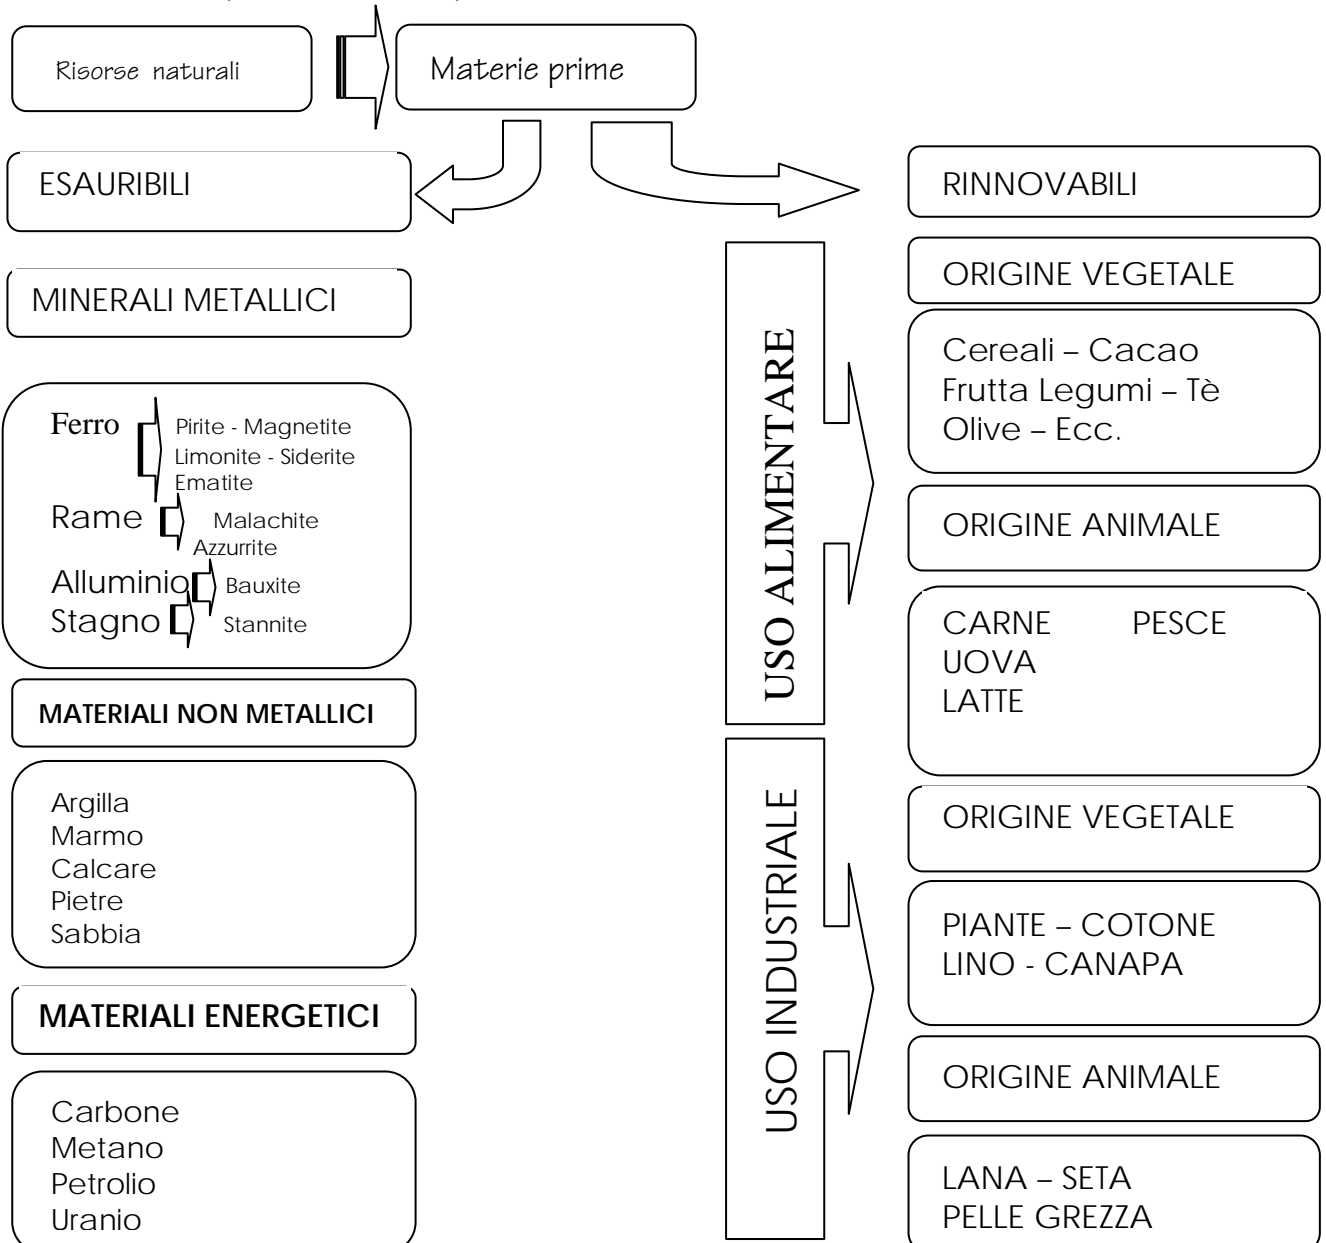 Risorse naturali
Materie prime
ESAURIBILI
MINERALI METALLICI
Ferro
Pirite - Magnetite
Limonite - Siderite
Ematite
Rame
Malachite
Azzurrite
Alluminio
Bauxite
Stagno
Stannite
MATERIALI NON METALLICI
Argilla
Marmo
Calcare
Pietre
Sabbia
MATERIALI ENERGETICI
Carbone
Metano
Petrolio
Uranio
RINNOVABILI
USO ALIMENTARE
ORIGINE VEGETALE
Cereali – Cacao
Frutta Legumi – Tè
Olive – Ecc.
ORIGINE ANIMALE
CARNE PESCE
UOVA
LATTE
USO INDUSTRIALE
ORIGINE VEGETALE
PIANTE – COTONE
LINO - CANAPA
ORIGINE ANIMALE
LANA – SETA
PELLE GREZZA